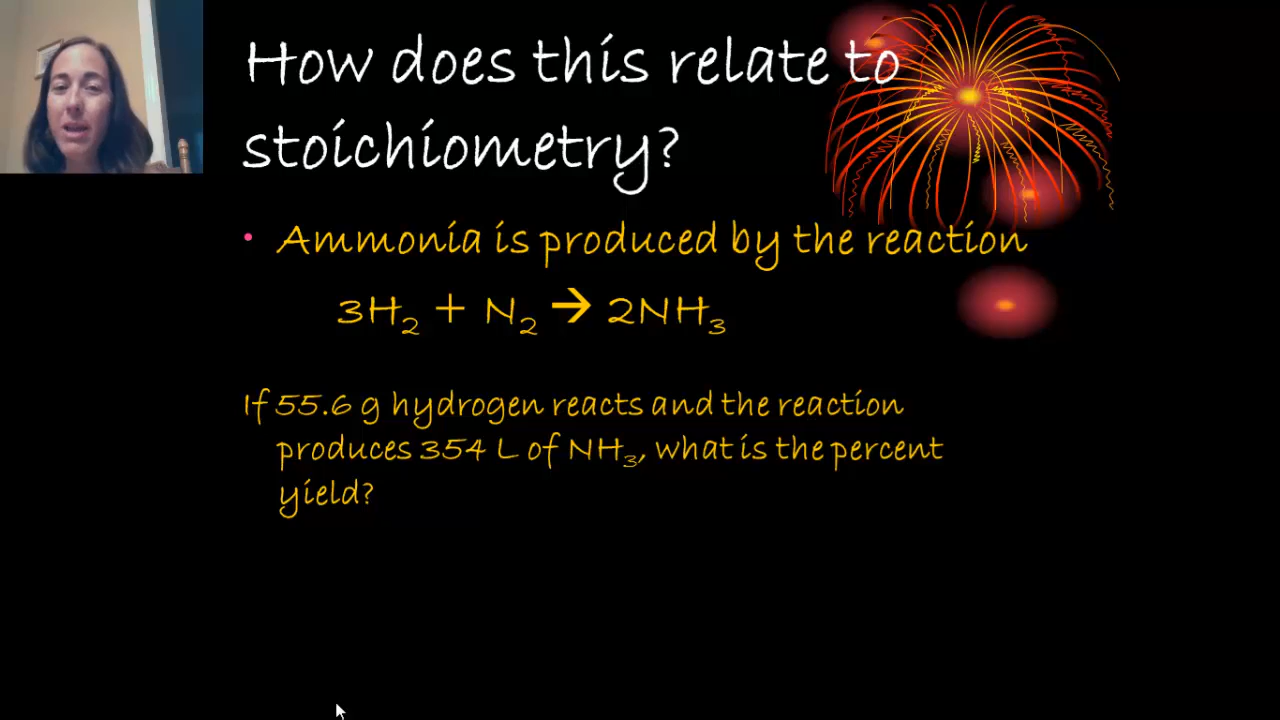 How does this relate to
stoichiometry?
• Ammonia is produced by the reaction
3H₂ + N₂ → 2NH₃
If 55.6 g hydrogen reacts and the reaction
produces 354 L of NH₃, what is the percent
yield?